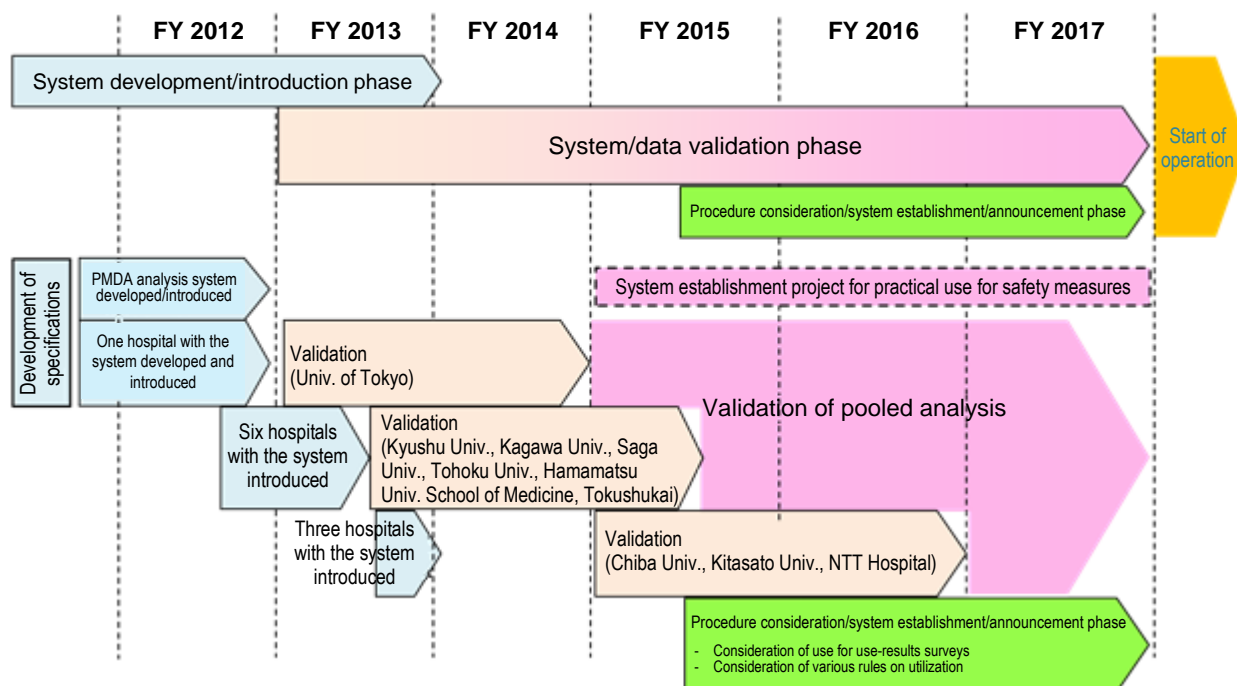 FY 2012 FY 2013 FY 2014 FY 2015 FY 2016 FY 2017
System development/introduction phase
System/data validation phase
Start of
operation
Procedure consideration/system establishment/announcement phase
Development of
specifications
PMDA analysis system
developed/introduced
System establishment project for practical use for safety measures
One hospital with the
system developed and
introduced
Validation
(Univ. of Tokyo)
Validation of pooled analysis
Six hospitals
with the system
introduced
Validation
(Kyushu Univ., Kagawa Univ., Saga
Univ., Tohoku Univ., Hamamatsu
Univ. School of Medicine, Tokushukai)
Three hospitals
with the system
introduced
Validation
(Chiba Univ., Kitasato Univ., NTT Hospital)
Procedure consideration/system establishment/announcement phase
- Consideration of use for use-results surveys
- Consideration of various rules on utilization